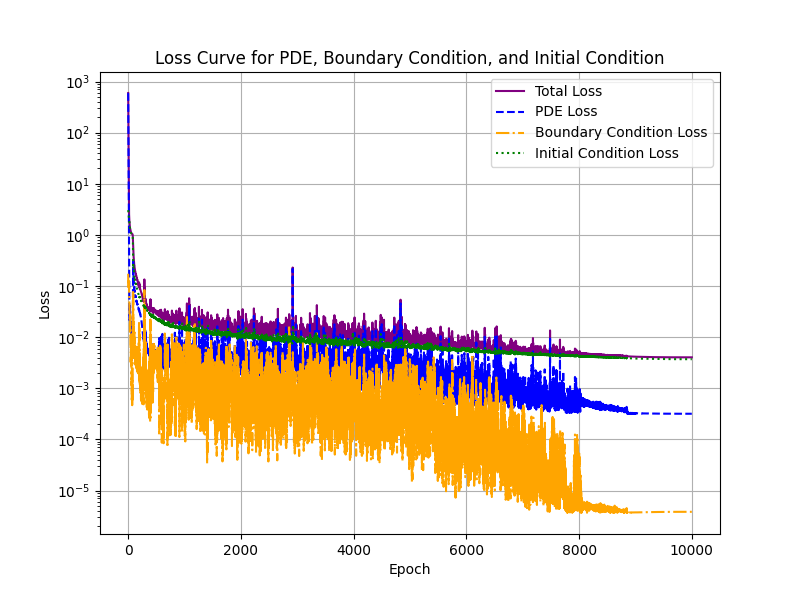 Loss Curve for PDE, Boundary Condition, and Initial Condition
10³
10²
10¹
10⁰
10⁻¹
10⁻²
10⁻³
10⁻⁴
10⁻⁵
Loss
Total Loss
PDE Loss
Boundary Condition Loss
Initial Condition Loss
0 2000 4000 6000 8000 10000
Epoch